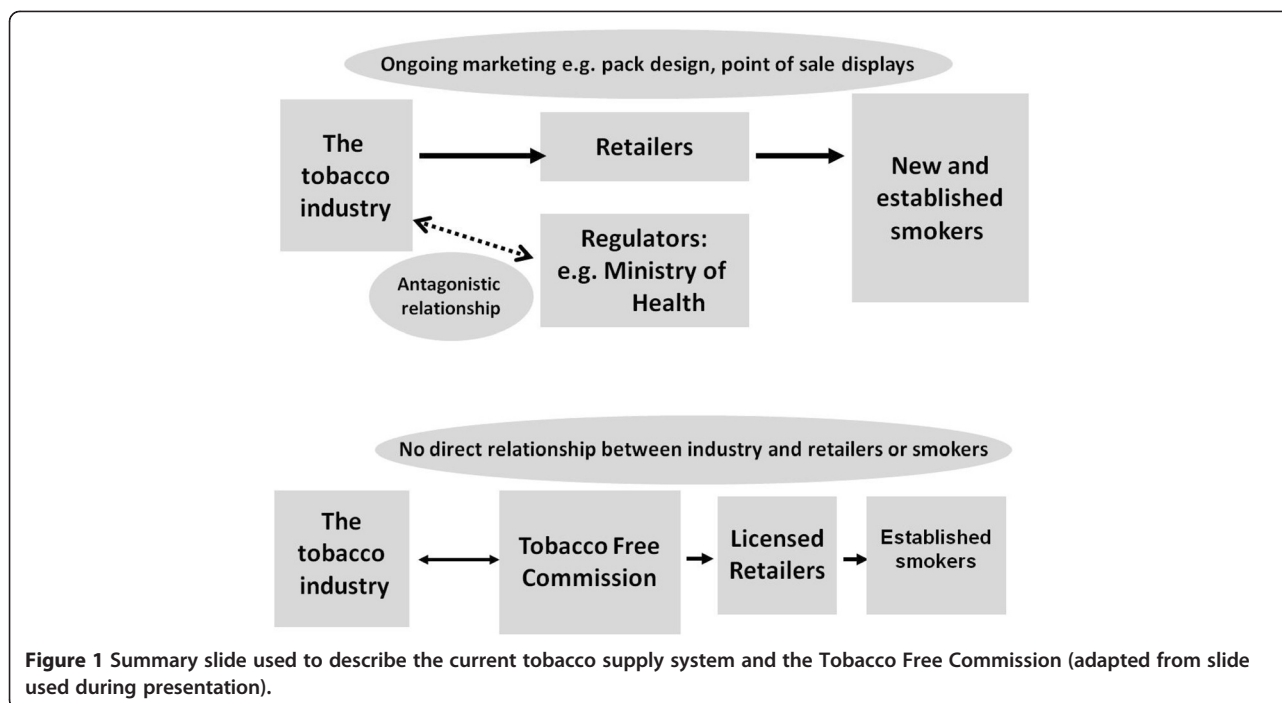 Ongoing marketing e.g. pack design, point of sale displays
The
tobacco
industry
Retailers
New and
established
smokers
Regulators:
e.g. Ministry of
Health
Antagonistic
relationship
No direct relationship between industry and retailers or smokers
The
tobacco
industry
Tobacco Free
Commission
Licensed
Retailers
Established
smokers
Figure 1 Summary slide used to describe the current tobacco supply system and the Tobacco Free Commission (adapted from slide
used during presentation).